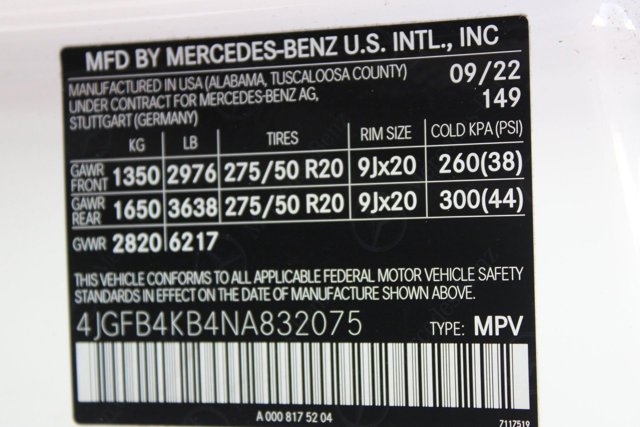 MFD BY MERCEDES-BENZ U.S. INTL., INC
MANUFACTURED IN USA (ALABAMA, TUSCALOOSA COUNTY) 09/22
UNDER CONTRACT FOR MERCEDES-BENZ AG, 149
STUTTGART (GERMANY)
KG LB TIRES RIM SIZE COLD KPA (PSI)
GAWR FRONT 1350 2976 275/50 R20 9Jx20 260(38)
GAWR REAR 1650 3638 275/50 R20 9Jx20 300(44)
GVWR 2820 6217
THIS VEHICLE CONFORMS TO ALL APPLICABLE FEDERAL MOTOR VEHICLE SAFETY
STANDARDS IN EFFECT ON THE DATE OF MANUFACTURE SHOWN ABOVE.
4JGFB4KB4NA832075 TYPE: MPV
A 000 817 52 04
7117519